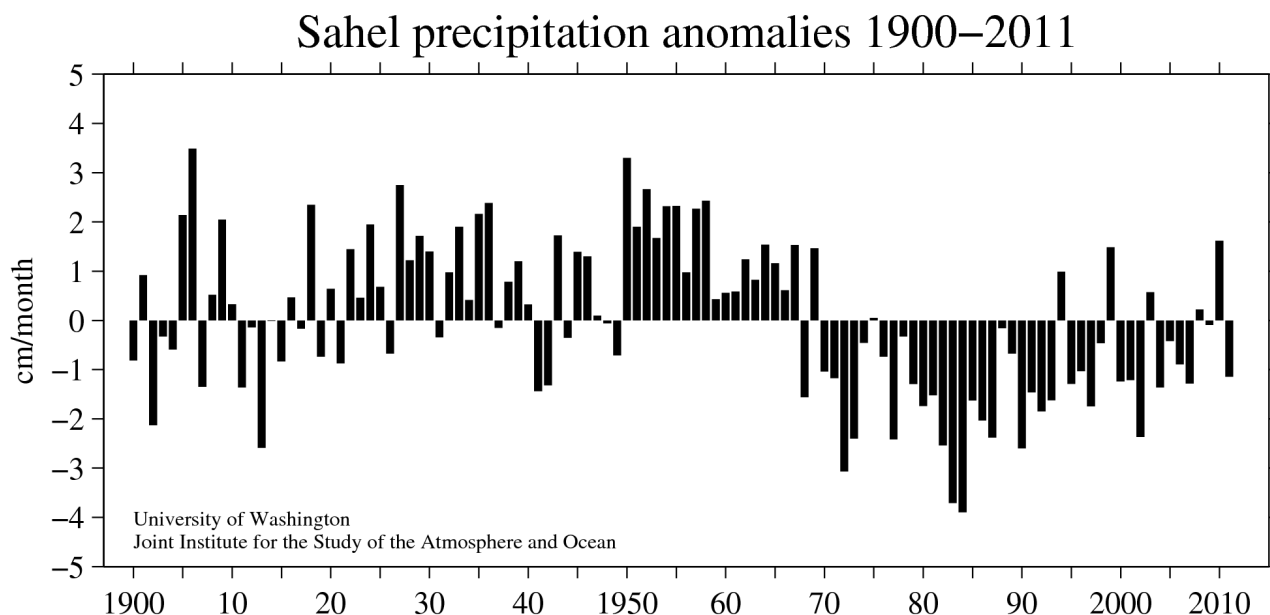 Sahel precipitation anomalies 1900–2011
5
4
3
2
1
0
−1
−2
−3
−4
−5
cm/month
University of Washington
Joint Institute for the Study of the Atmosphere and Ocean
1900 10 20 30 40 1950 60 70 80 90 2000 2010